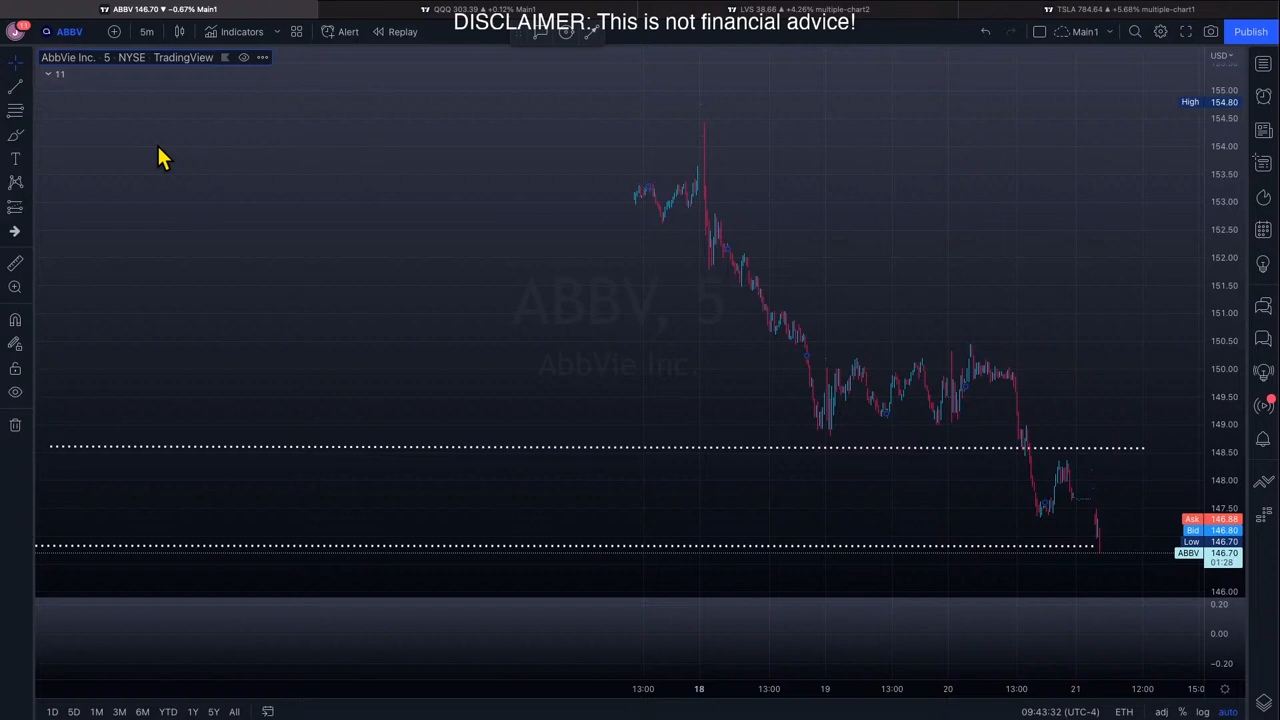 ABBV 146.70 ▼ −0.67% Main1
QQQ 303.39 ▲ +0.12% Main1
LVS 38.66 ▲ +4.26% multiple-chart2
TSLA 784.64 ▲ +5.68% multiple-chart1
DISCLAIMER: This is not financial advice!
11
ABBV
5m
Indicators
Alert
Replay
Main1
Publish
AbbVie Inc. · 5 · NYSE TradingView
11
USD
155.50
155.00
High 154.80
154.50
154.00
153.50
153.00
152.50
152.00
151.50
151.00
150.50
150.00
149.50
149.00
148.50
148.00
147.50
Ask 146.88
Bid 146.80
Low 146.70
ABBV 146.70
01:28
146.00
0.20
0.00
−0.20
ABBV, 5
AbbVie Inc.
13:00
18
13:00
19
12:00
20
13:00
21
12:00
15:0
1D
5D
1M
3M
6M
YTD
1Y
5Y
All
09:43:32 (UTC-4)
ETH
adj
%
log
auto